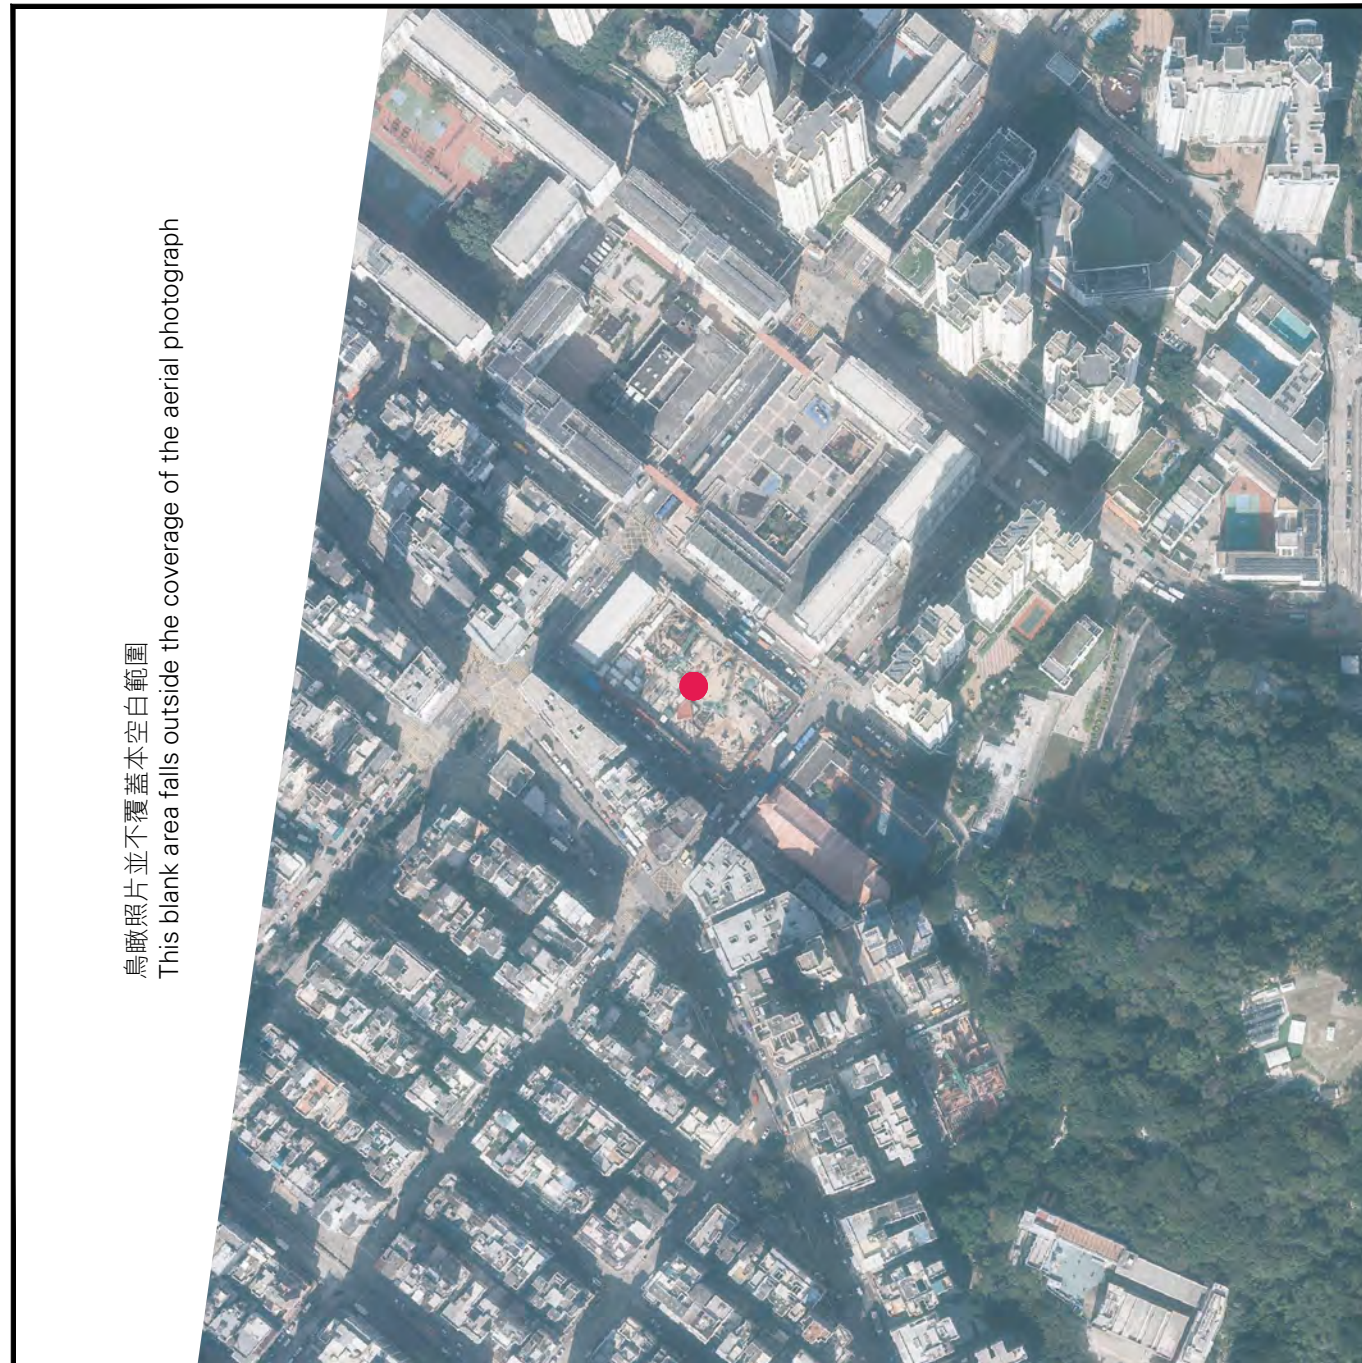 鳥瞰照片並不覆蓋本空白範圍
This blank area falls outside the coverage of the aerial photograph